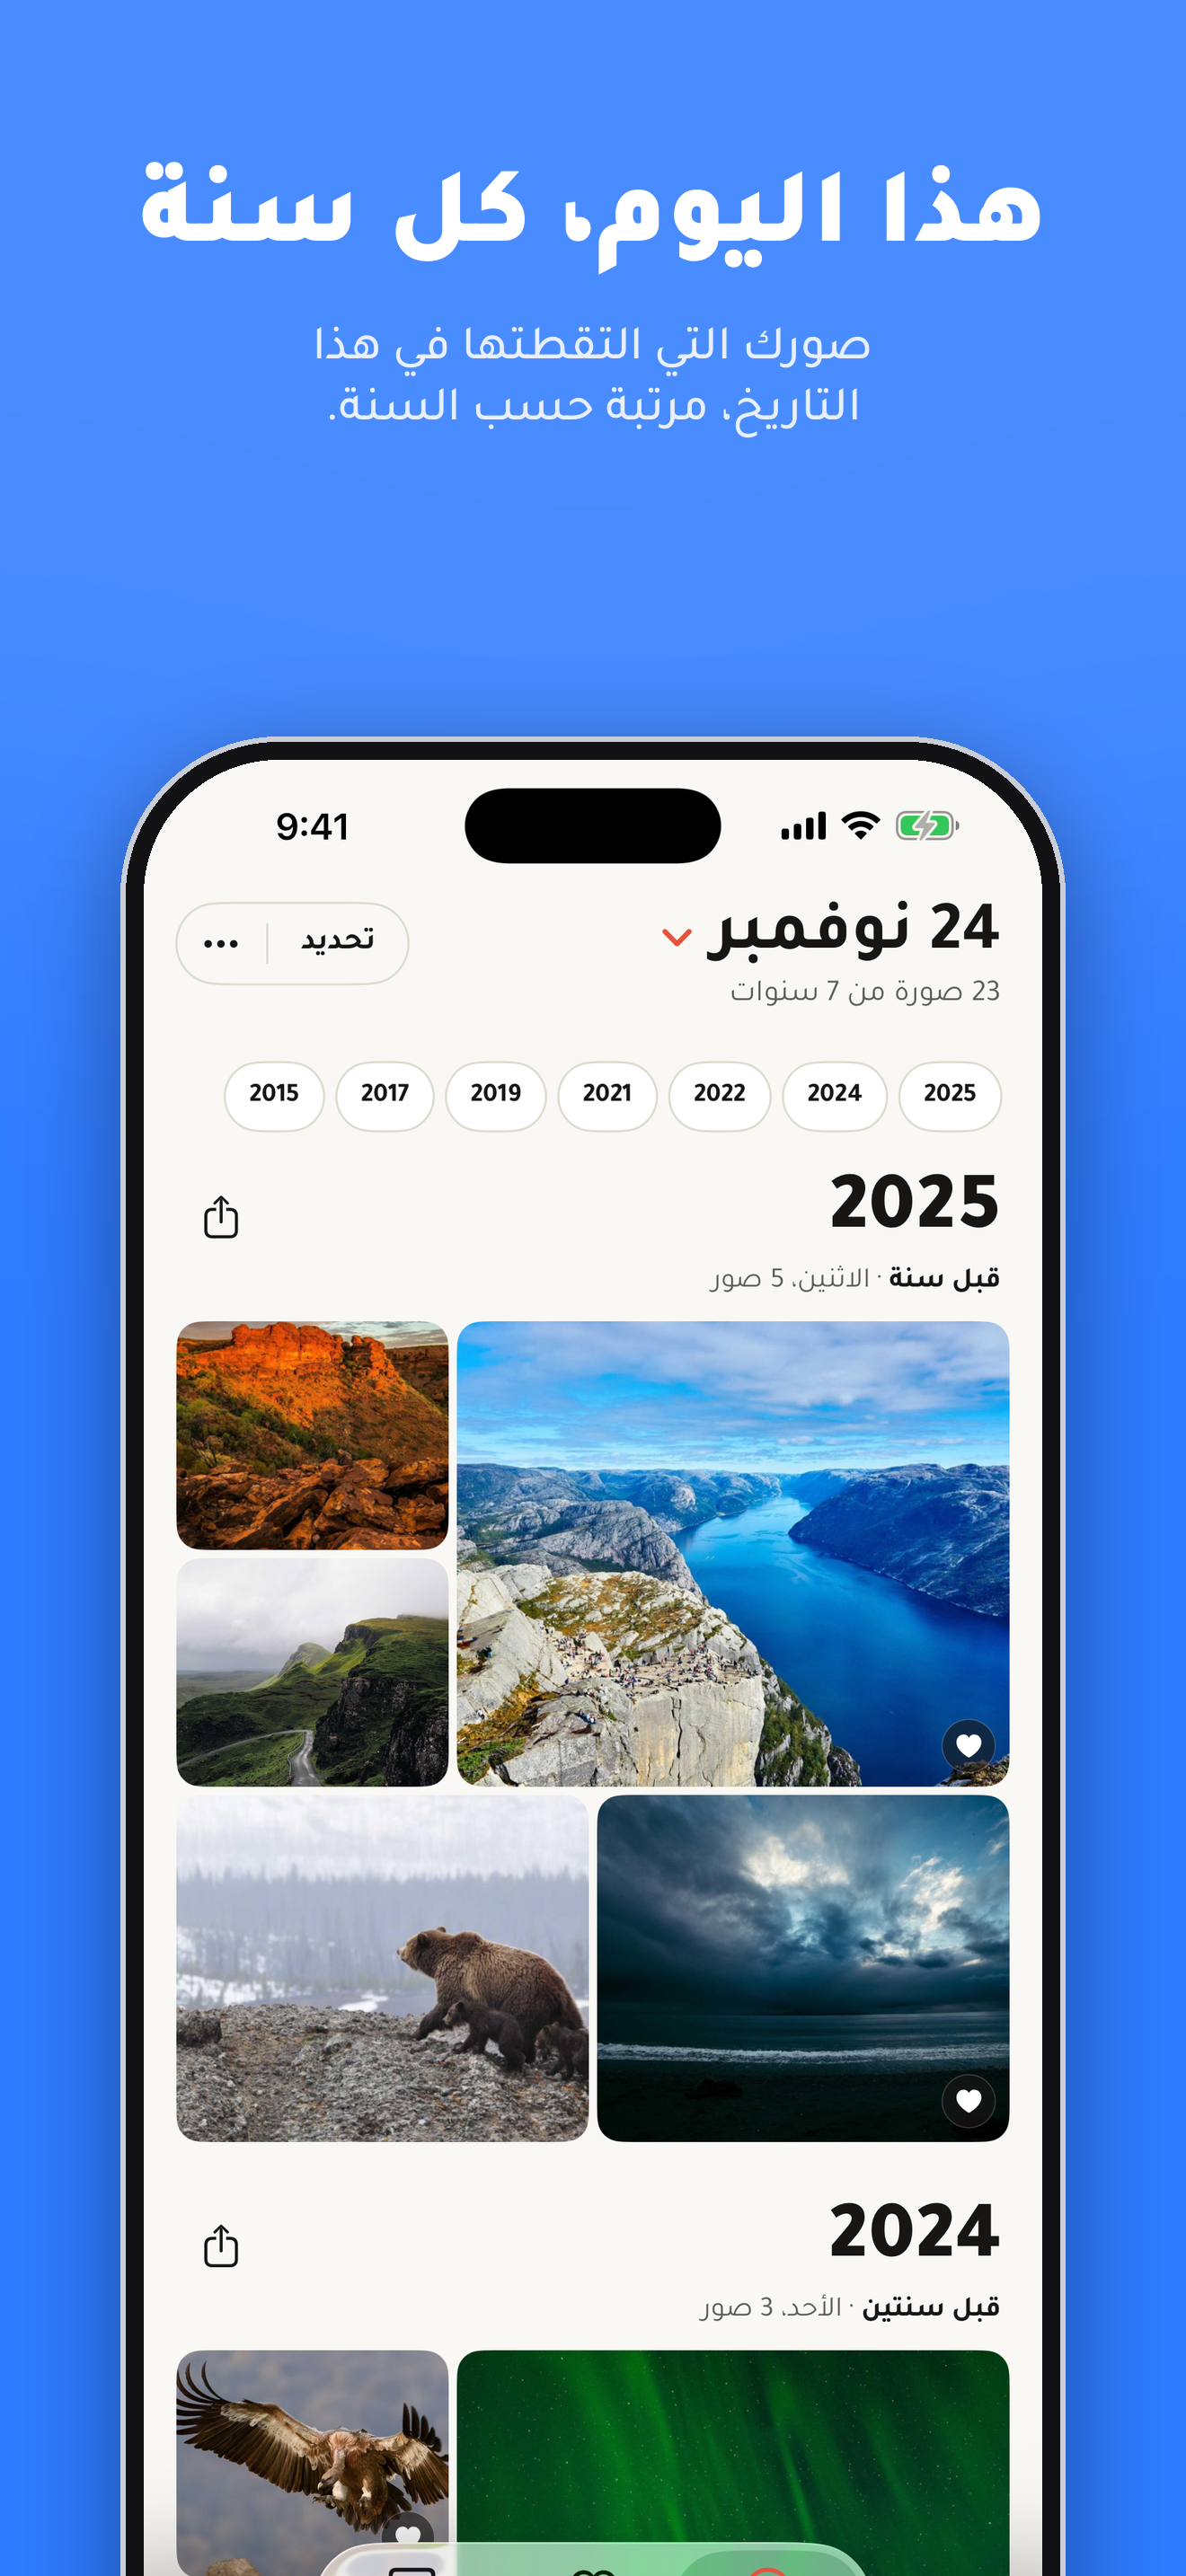 هذا اليوم، كل سنة
صورك التي التقطتها في هذا
التاريخ، مرتبة حسب السنة.
9:41
24 نوفمبر
تحديد
23 صورة من 7 سنوات
2025 2024 2022 2021 2019 2017 2015
2025
قبل سنة · الاثنين، 5 صور
2024
قبل سنتين · الأحد، 3 صور